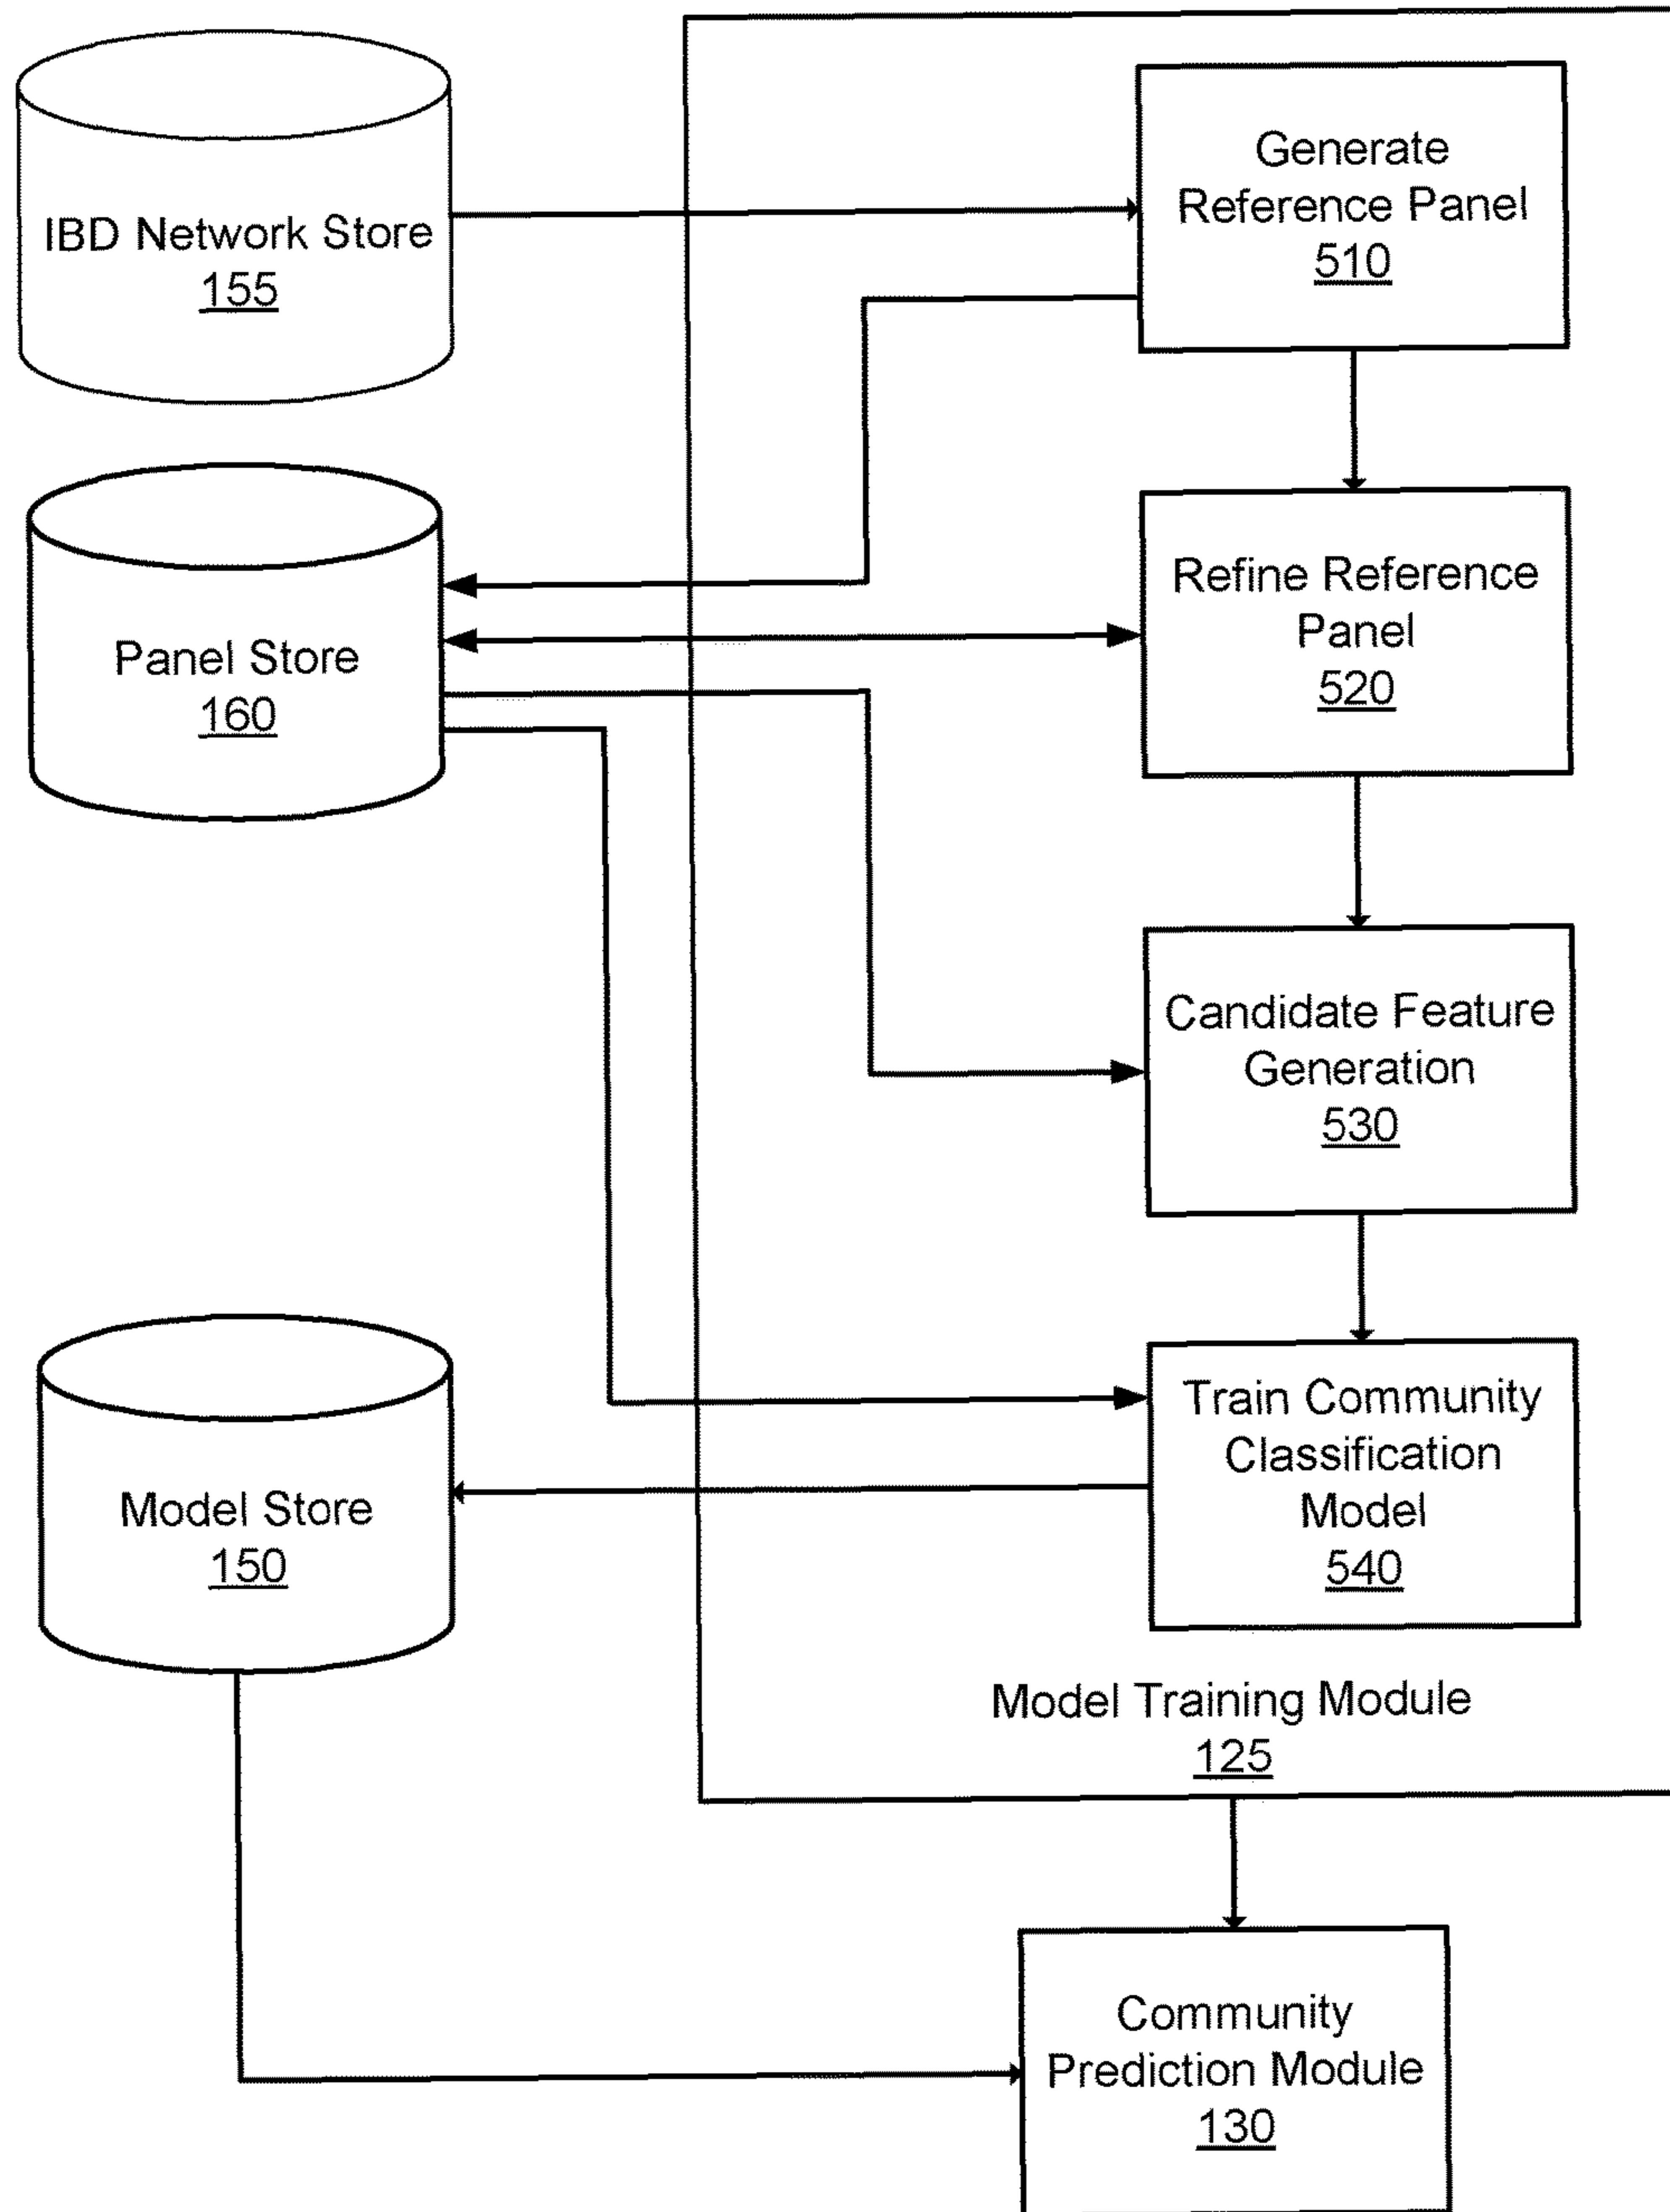 IBD Network Store
155
Generate
Reference Panel
510
Panel Store
160
Refine Reference
Panel
520
Candidate Feature
Generation
530
Model Store
150
Train Community
Classification
Model
540
Model Training Module
125
Community
Prediction Module
130